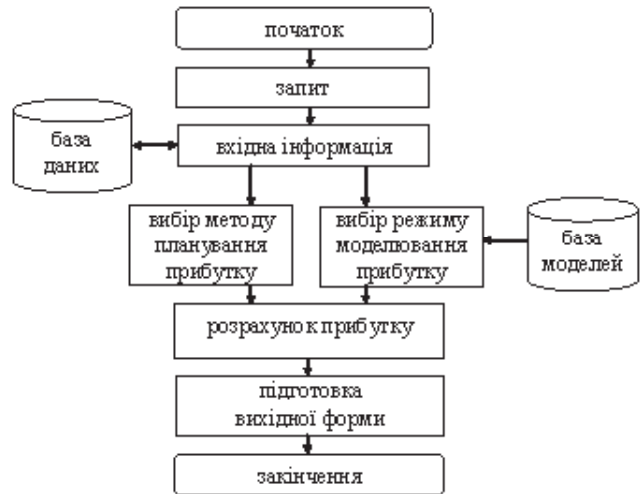 початок
запит
база
даних
вхідна інформація
вибір методу
планування
прибутку
вибір режиму
моделювання
прибутку
база
моделей
розрахунок прибутку
підготовка
вихідної форми
закінчення